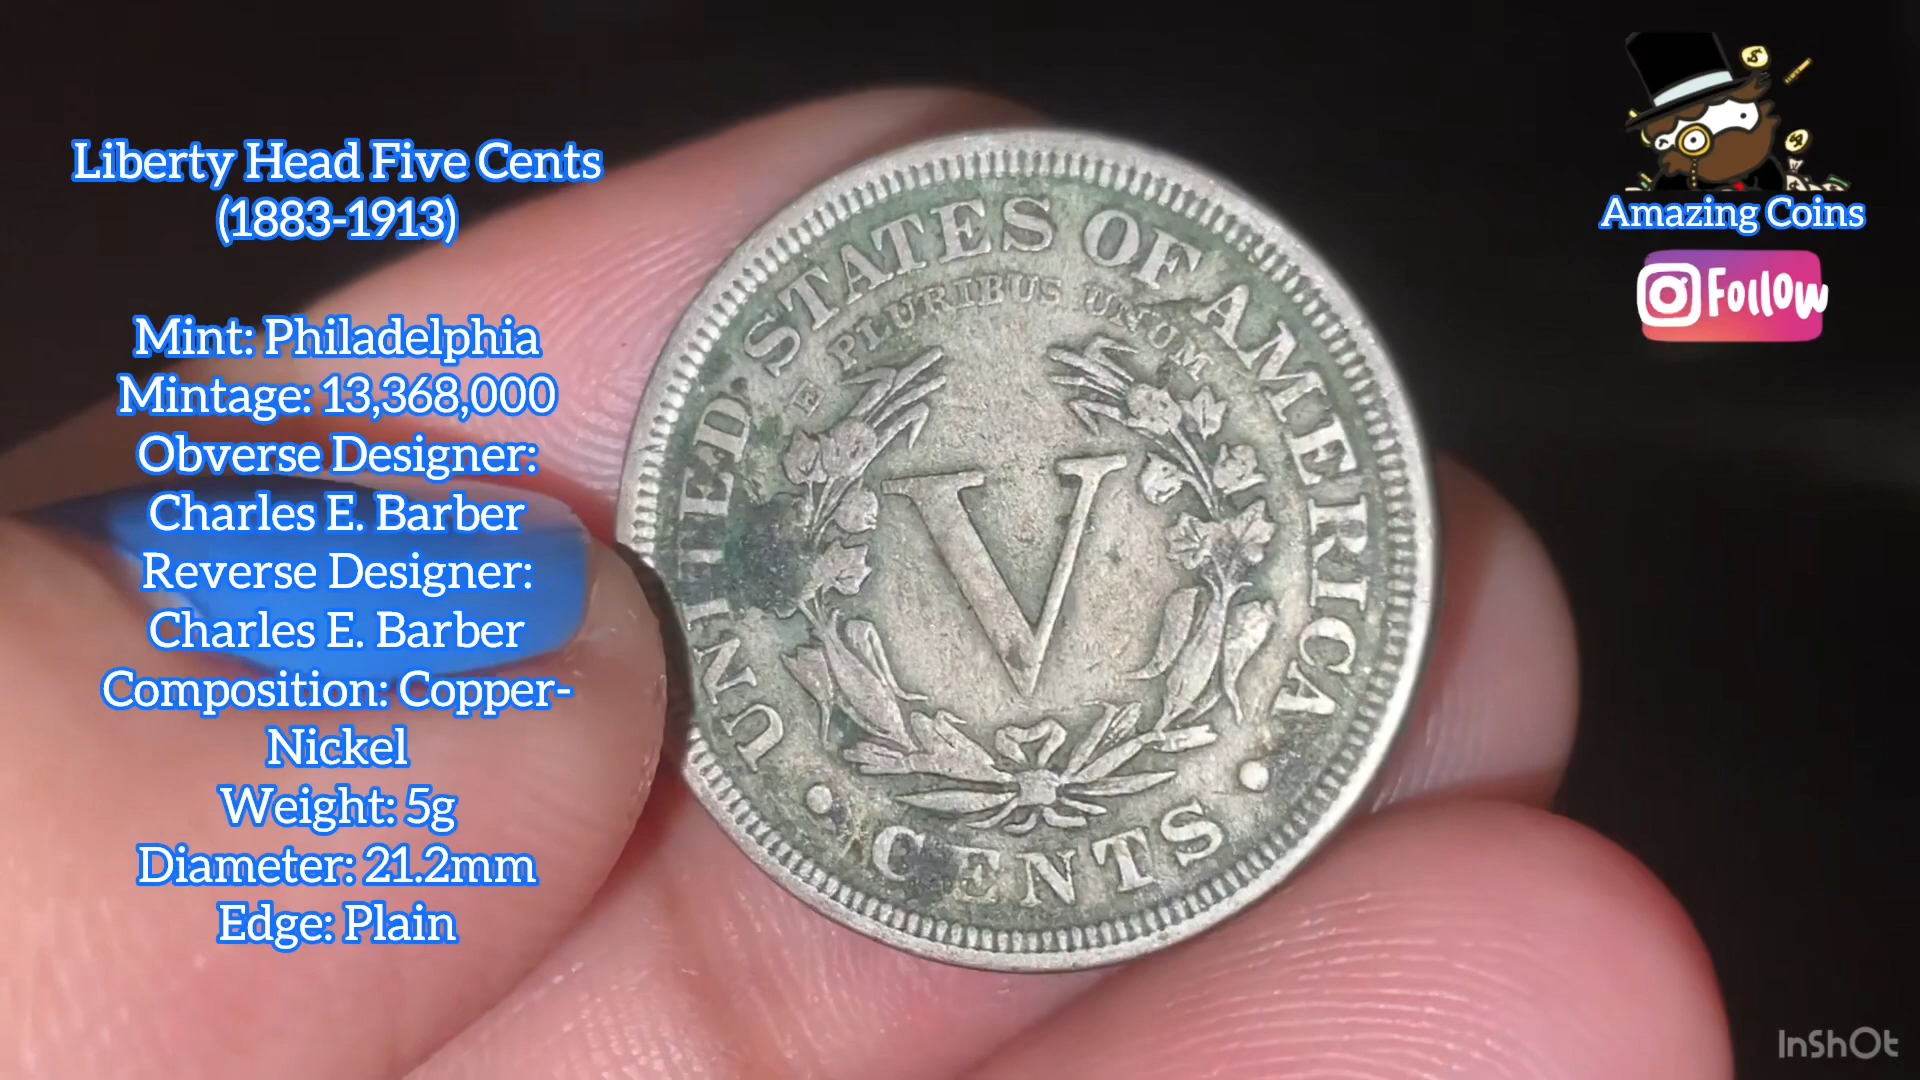 Liberty Head Five Cents
(1883-1913)
Mint: Philadelphia
Mintage: 13,368,000
Obverse Designer:
Charles E. Barber
Reverse Designer:
Charles E. Barber
Composition: Copper-
Nickel
Weight: 5g
Diameter: 21.2mm
Edge: Plain
UNITED STATES OF AMERICA
E PLURIBUS UNUM
V
CENTS
Amazing Coins
Follow
InShOt